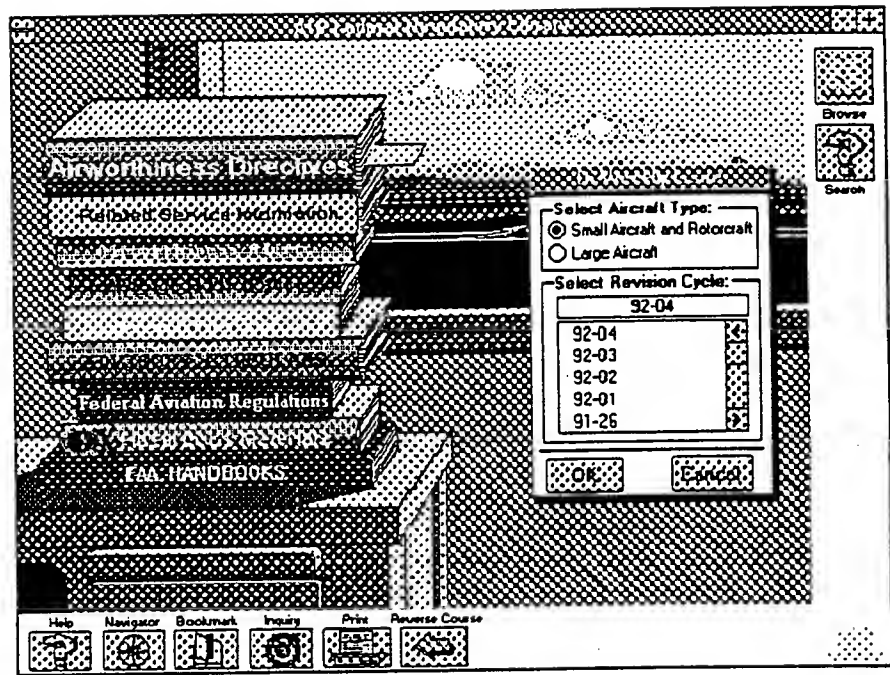 Browse
Search
Airworthiness Directives
Related Service Information
Federal Aviation Regulations
FAA HANDBOOKS
Select Aircraft Type:
Small Aircraft and Rotorcraft
Large Aircraft
Select Revision Cycle:
92-04
92-04
92-03
92-02
92-01
91-26
OK
Cancel
Help
Navigator
Bookmark
Inquiry
Print
Reverse Course